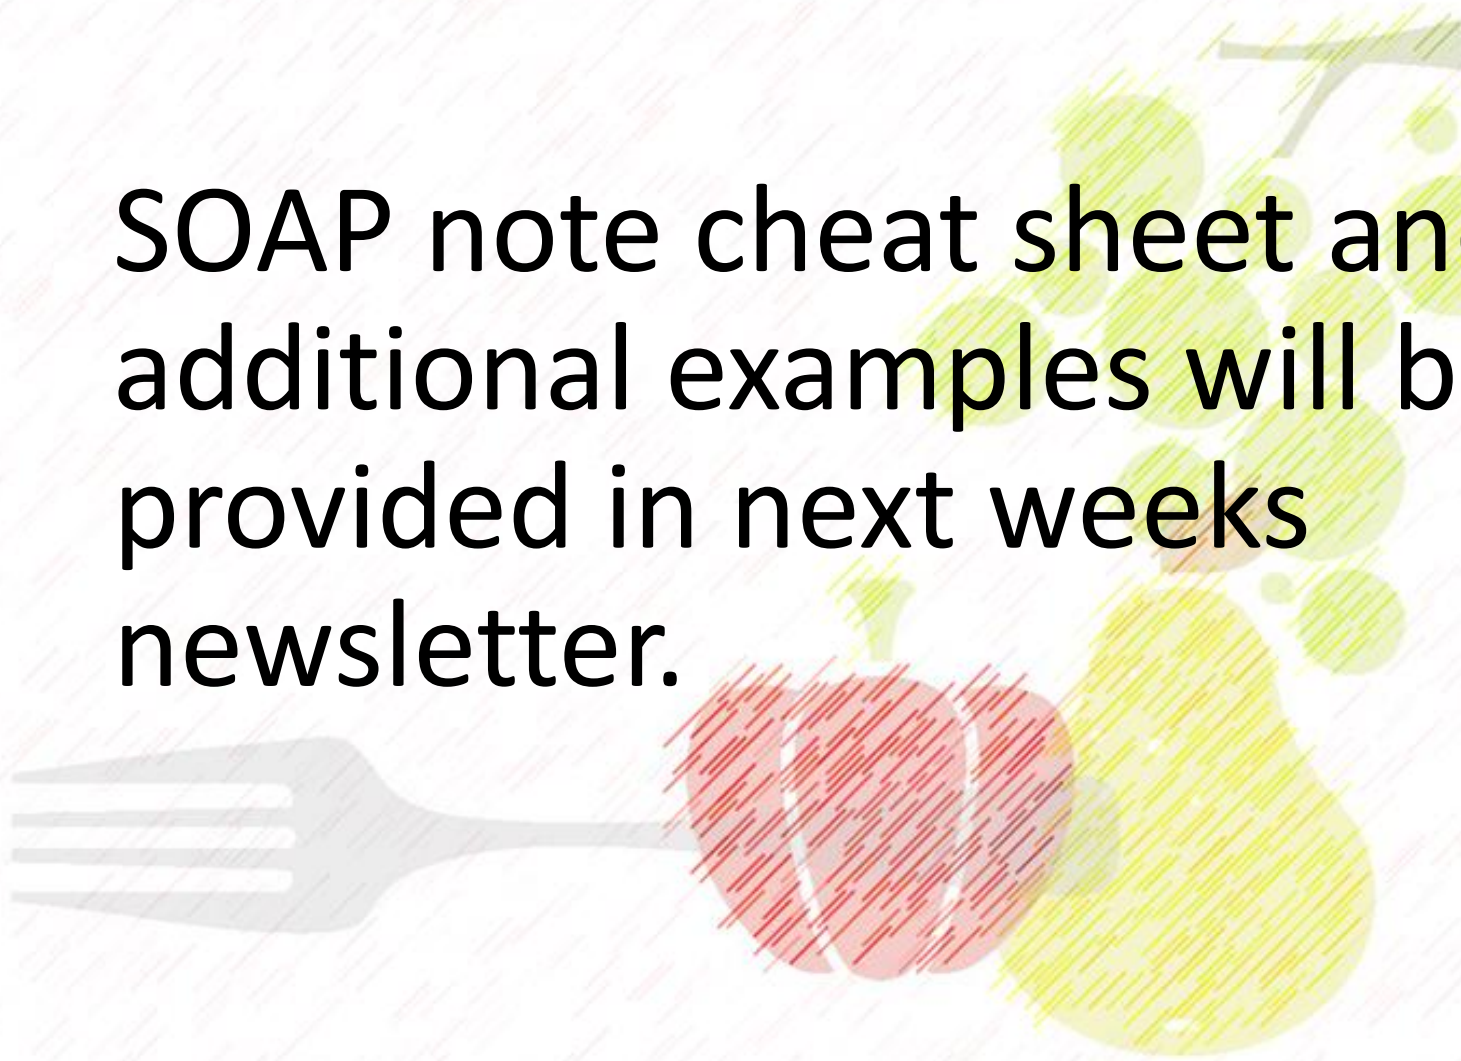 SOAP note cheat sheet an
additional examples will b
provided in next weeks
newsletter.